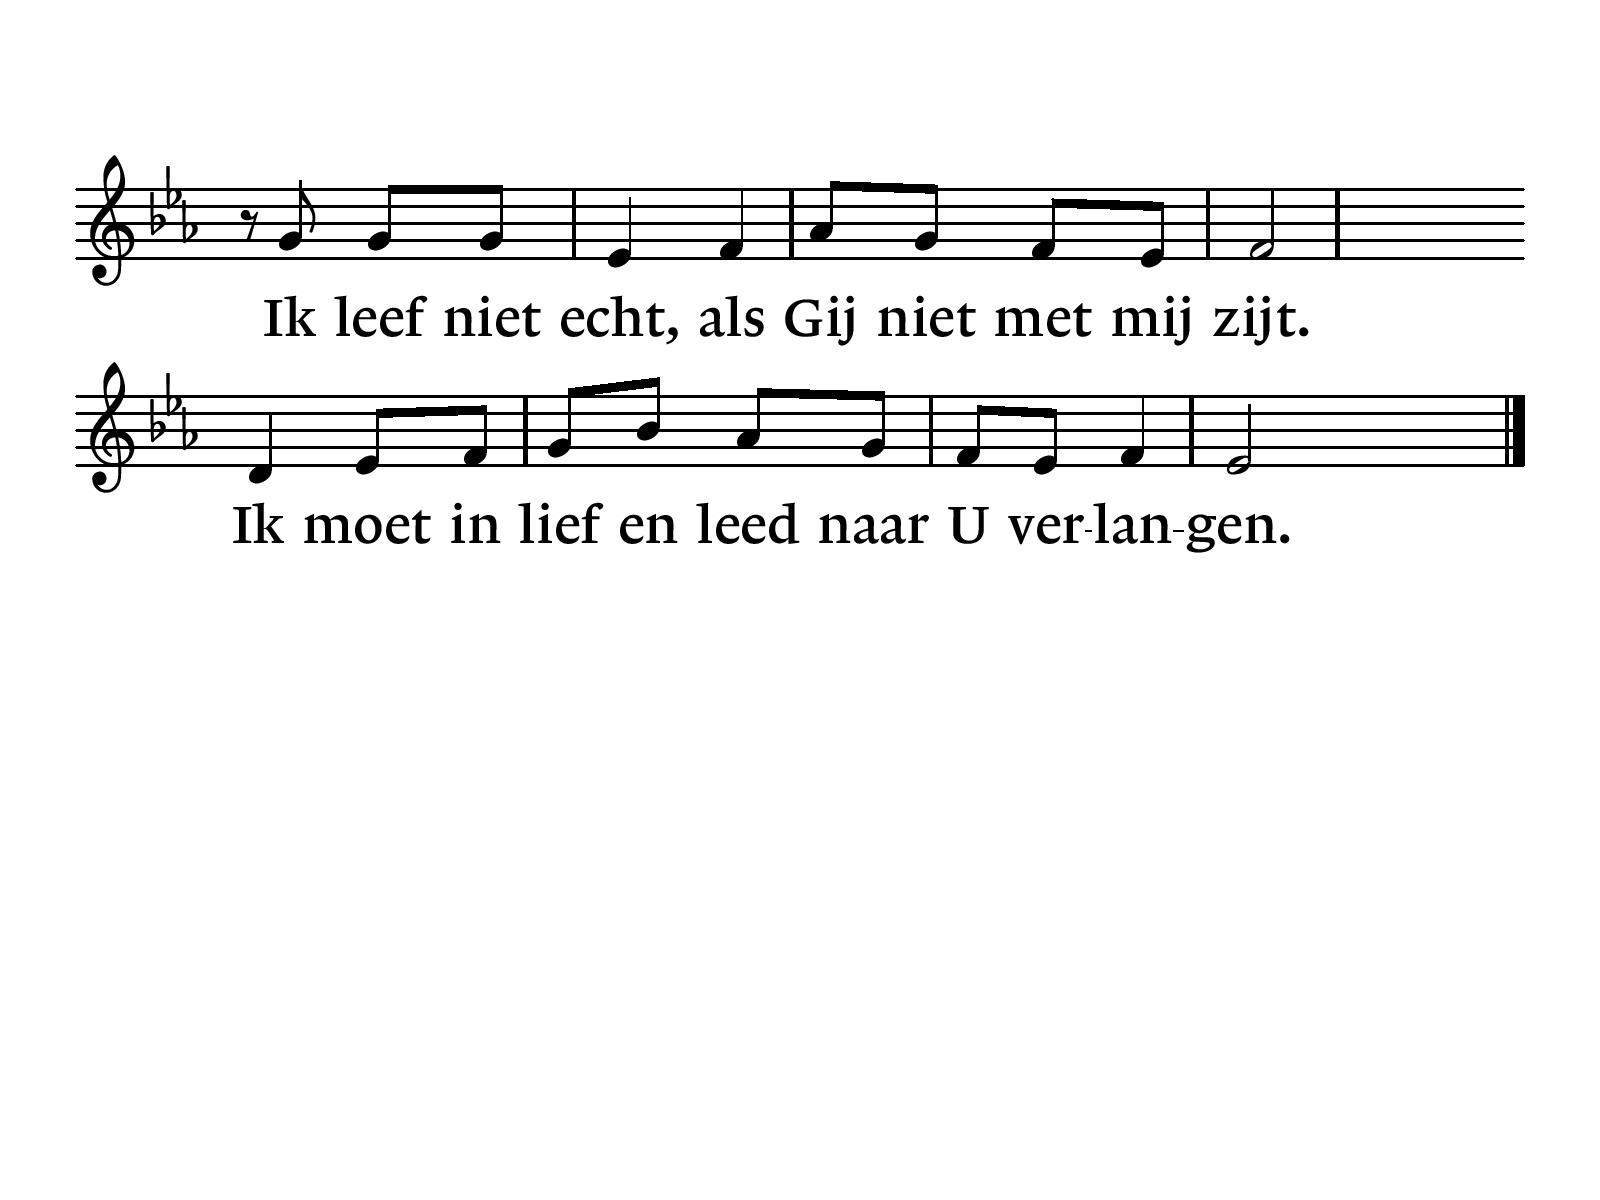 Ik leef niet echt, als Gij niet met mij zijt.
Ik moet in lief en leed naar U ver-lan-gen.